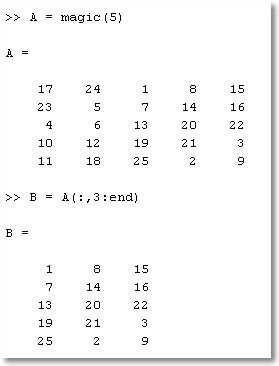 >> A = magic(5)
A =
17 24 1 8 15
23 5 7 14 16
4 6 13 20 22
10 12 19 21 3
11 18 25 2 9
>> B = A(:,3:end)
B =
1 8 15
7 14 16
13 20 22
19 21 3
25 2 9